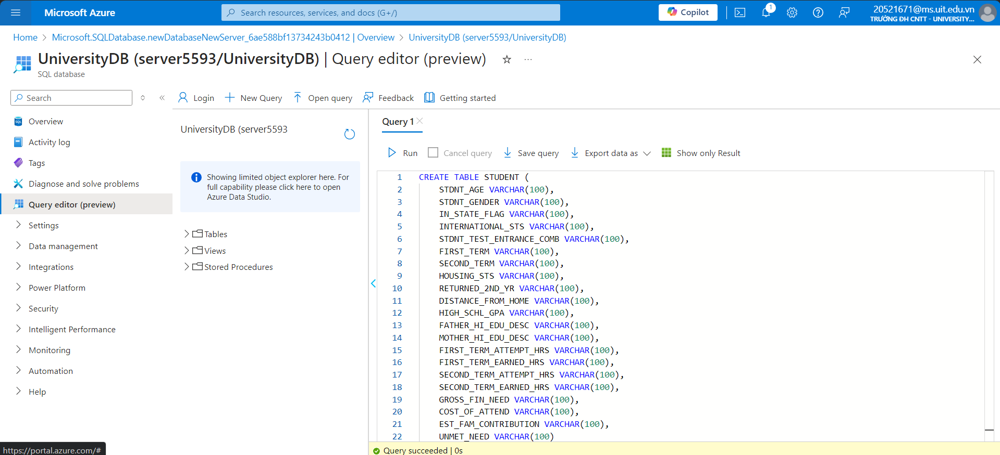 Microsoft Azure
Search resources, services, and docs (G+/)
Copilot
1
20521671@ms.uit.edu.vn
TRƯỜNG ĐH CNTT - UNIVERSITY...
Home > Microsoft.SQLDatabase.newDatabaseNewServer_6ae588bf13734243b0412 | Overview > UniversityDB (server5593/UniversityDB)
UniversityDB (server5593/UniversityDB) | Query editor (preview)
SQL database
Search
Overview
Activity log
Tags
Diagnose and solve problems
Query editor (preview)
Settings
Data management
Integrations
Power Platform
Security
Intelligent Performance
Monitoring
Automation
Help
https://portal.azure.com/#
Login
New Query
Open query
Feedback
Getting started
UniversityDB (server5593
Showing limited object explorer here. For
full capability please click here to open
Azure Data Studio.
Tables
Views
Stored Procedures
Query 1
Run
Cancel query
Save query
Export data as
Show only Result
1 CREATE TABLE STUDENT (
2 STDNT_AGE VARCHAR(100),
3 STDNT_GENDER VARCHAR(100),
4 IN_STATE_FLAG VARCHAR(100),
5 INTERNATIONAL_STS VARCHAR(100),
6 STDNT_TEST_ENTRANCE_COMB VARCHAR(100),
7 FIRST_TERM VARCHAR(100),
8 SECOND_TERM VARCHAR(100),
9 HOUSING_STS VARCHAR(100),
10 RETURNED_2ND_YR VARCHAR(100),
11 DISTANCE_FROM_HOME VARCHAR(100),
12 HIGH_SCHL_GPA VARCHAR(100),
13 FATHER_HI_EDU_DESC VARCHAR(100),
14 MOTHER_HI_EDU_DESC VARCHAR(100),
15 FIRST_TERM_ATTEMPT_HRS VARCHAR(100),
16 FIRST_TERM_EARNED_HRS VARCHAR(100),
17 SECOND_TERM_ATTEMPT_HRS VARCHAR(100),
18 SECOND_TERM_EARNED_HRS VARCHAR(100),
19 GROSS_FIN_NEED VARCHAR(100),
20 COST_OF_ATTEND VARCHAR(100),
21 EST_FAM_CONTRIBUTION VARCHAR(100),
22 UNMET_NEED VARCHAR(100)
Query succeeded | 0s